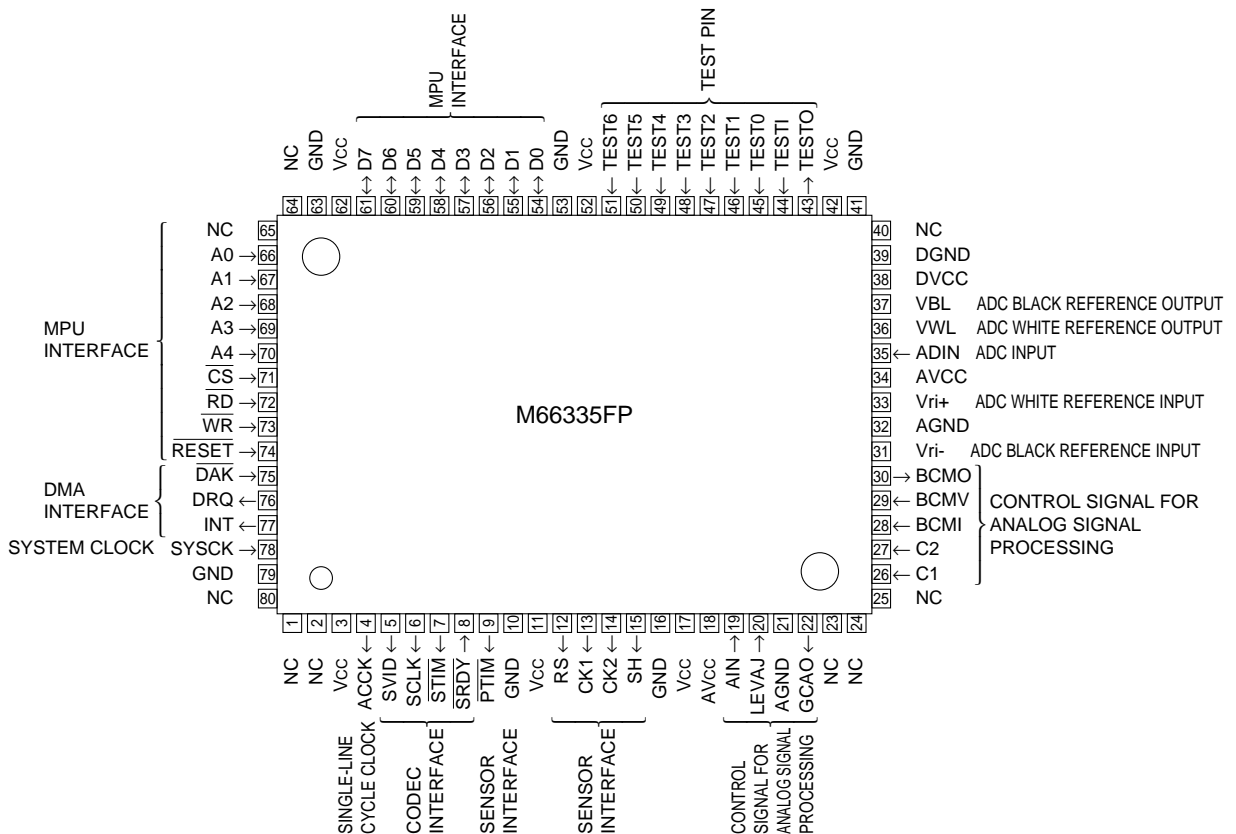 TEST PIN
MPU
INTERFACE
NC
GND
Vcc
↔ D7
↔ D6
↔ D5
↔ D4
↔ D3
↔ D2
↔ D1
↔ D0
GND
Vcc
← TEST6
← TEST5
← TEST4
← TEST3
← TEST2
← TEST1
← TEST0
← TESTI
→ TESTO
Vcc
GND
64 63 62 61 60 59 58 57 56 55 54 53 52 51 50 49 48 47 46 45 44 43 42 41
MPU
INTERFACE
NC 65
A0 → 66
A1 → 67
A2 → 68
A3 → 69
A4 → 70
C̅S̅ → 71
R̅D̅ → 72
W̅R̅ → 73
R̅E̅S̅E̅T̅ → 74
DMA
INTERFACE
D̅A̅K̅ → 75
DRQ ← 76
INT ← 77
SYSTEM CLOCK SYSCK → 78
GND 79
NC 80
M66335FP
40 NC
39 DGND
38 DVCC
37 VBL ADC BLACK REFERENCE OUTPUT
36 VWL ADC WHITE REFERENCE OUTPUT
35 ← ADIN ADC INPUT
34 AVCC
33 Vri+ ADC WHITE REFERENCE INPUT
32 AGND
31 Vri- ADC BLACK REFERENCE INPUT
30 → BCMO
29 ← BCMV
28 ← BCMI
27 ← C2
26 ← C1
25 NC
CONTROL SIGNAL FOR
ANALOG SIGNAL
PROCESSING
1 2 3 4 5 6 7 8 9 10 11 12 13 14 15 16 17 18 19 20 21 22 23 24
NC
NC
Vcc
ACCK ←
SVID ←
SCLK ←
S̅T̅I̅M̅ ←
S̅R̅D̅Y̅ →
P̅T̅I̅M̅ ←
GND
Vcc
RS ←
CK1 ←
CK2 ←
SH ←
GND
Vcc
AVcc
AIN →
LEVAJ →
AGND
GCAO ←
NC
NC
SINGLE-LINE
CYCLE CLOCK
CODEC
INTERFACE
SENSOR
INTERFACE
SENSOR
INTERFACE
CONTROL
SIGNAL FOR
ANALOG SIGNAL
PROCESSING